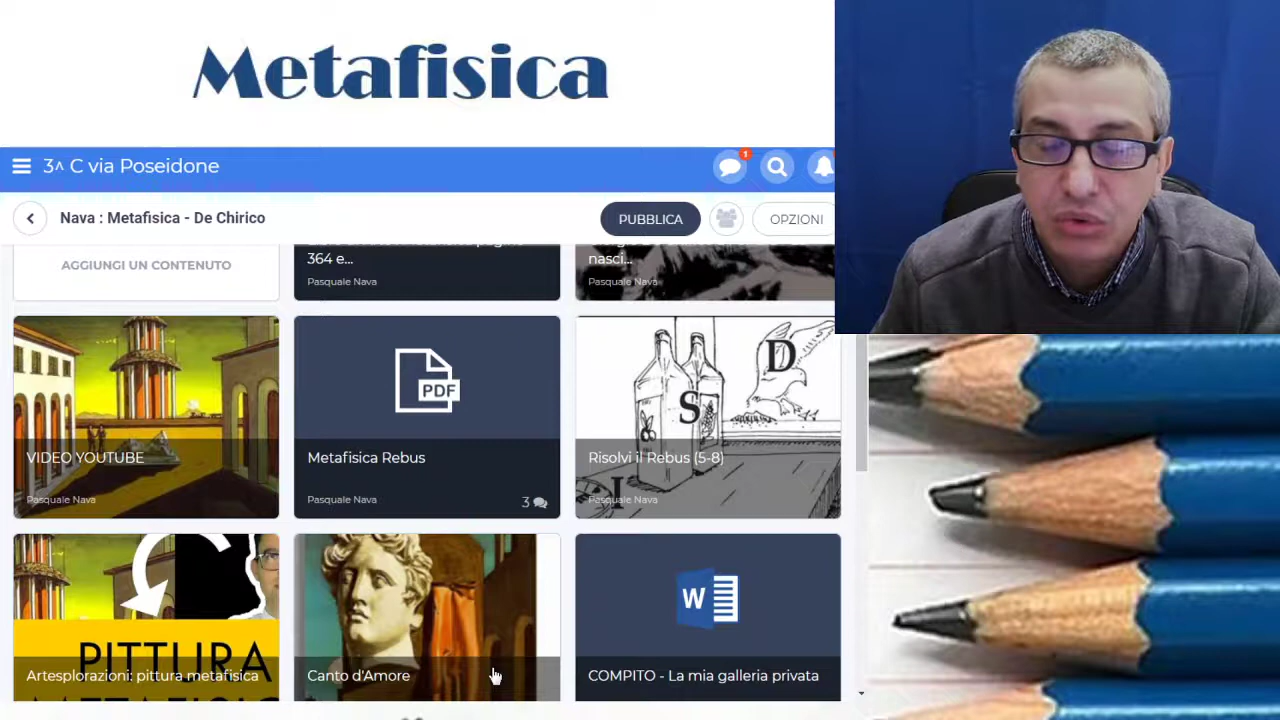 Metafisica
3^ C via Poseidone
1
Nava : Metafisica - De Chirico
PUBBLICA
OPZIONI
AGGIUNGI UN CONTENUTO
364 e...
Pasquale Nava
nasci...
Pasquale Nava
VIDEO YOUTUBE
Pasquale Nava
PDF
Metafisica Rebus
Pasquale Nava
3
D
S
I
Risolvi il Rebus (5-8)
Pasquale Nava
PITTURA
Artesplorazioni: pittura metafisica
Canto d'Amore
W
COMPITO - La mia galleria privata